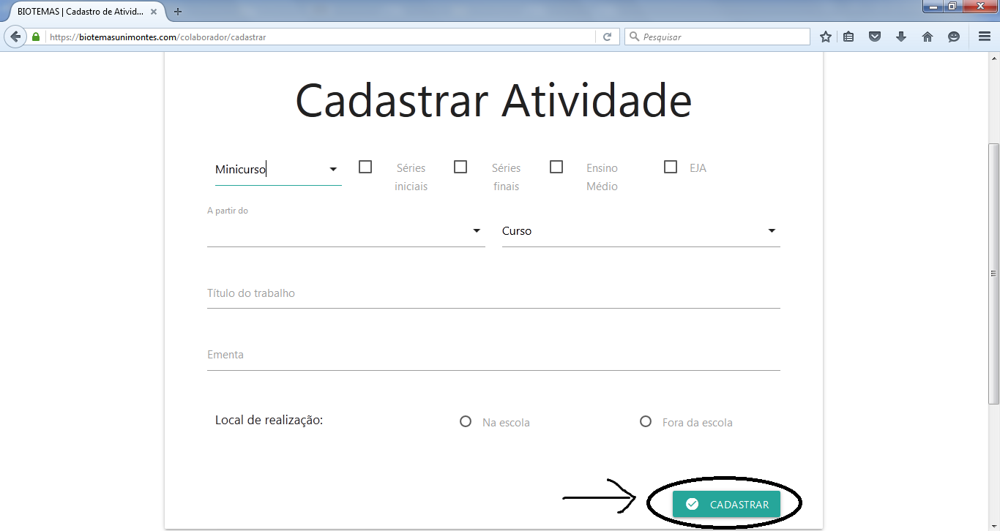 BIOTEMAS | Cadastro de Ativid...
https://biotemasunimontes.com/colaborador/cadastrar
Pesquisar
Cadastrar Atividade
Minicurso
Séries
iniciais
Séries
finais
Ensino
Médio
EJA
A partir do
Curso
Título do trabalho
Ementa
Local de realização:
Na escola
Fora da escola
CADASTRAR